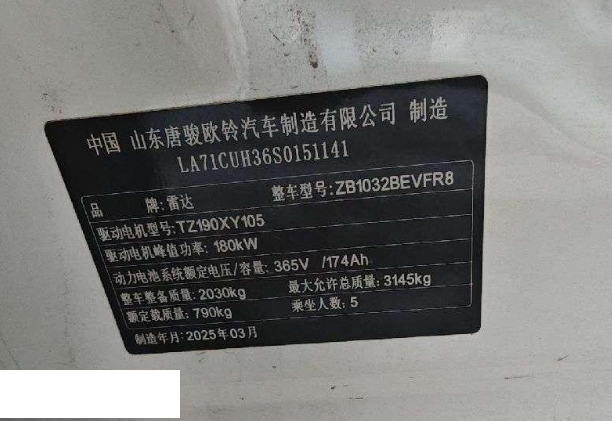 中国 山东唐骏欧铃汽车制造有限公司 制造
LA71CUH36S0151141
品 牌:雷达 整车型号:ZB1032BEVFR8
驱动电机型号:TZ190XY105
驱动电机峰值功率: 180kW
动力电池系统额定电压/容量: 365V /174Ah
整车整备质量: 2030kg 最大允许总质量: 3145kg
额定载质量: 790kg 乘坐人数: 5
制造年月: 2025年03月